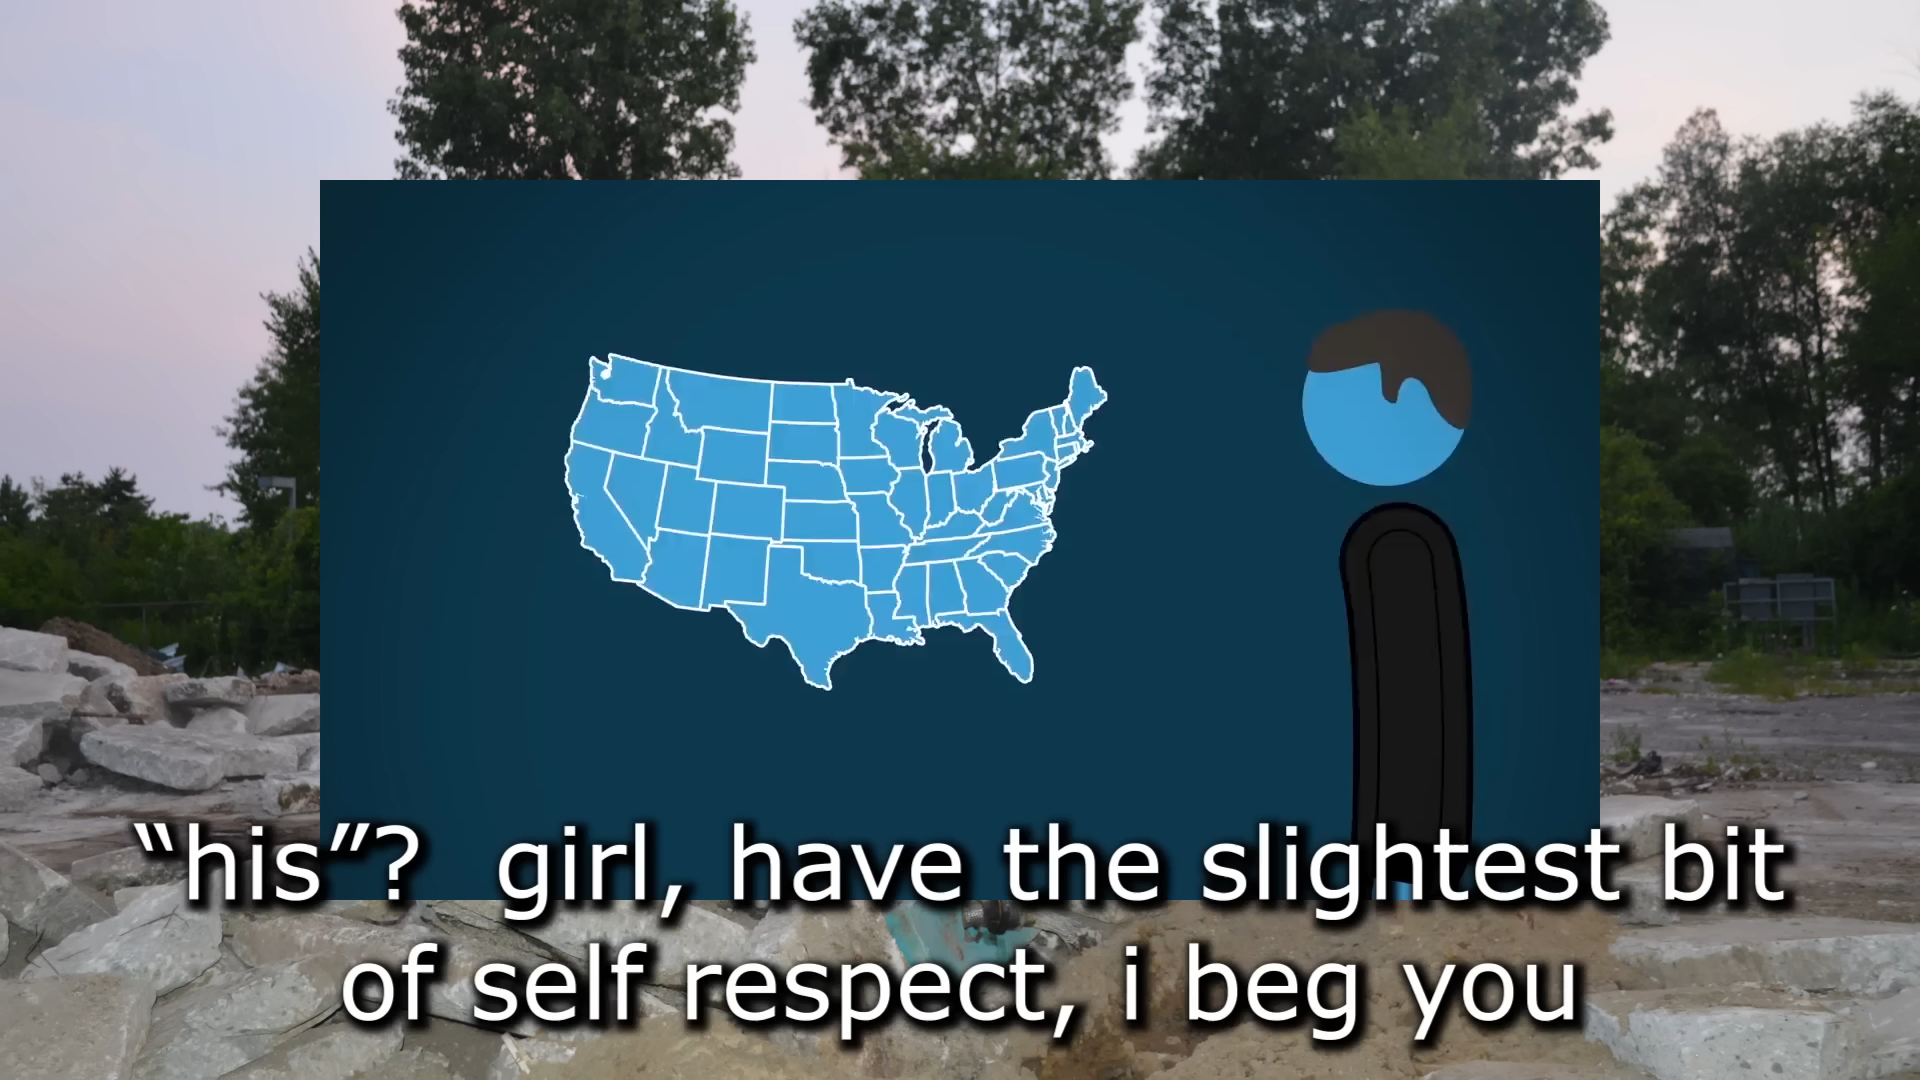 “his”?  girl, have the slightest bit
of self respect, i beg you